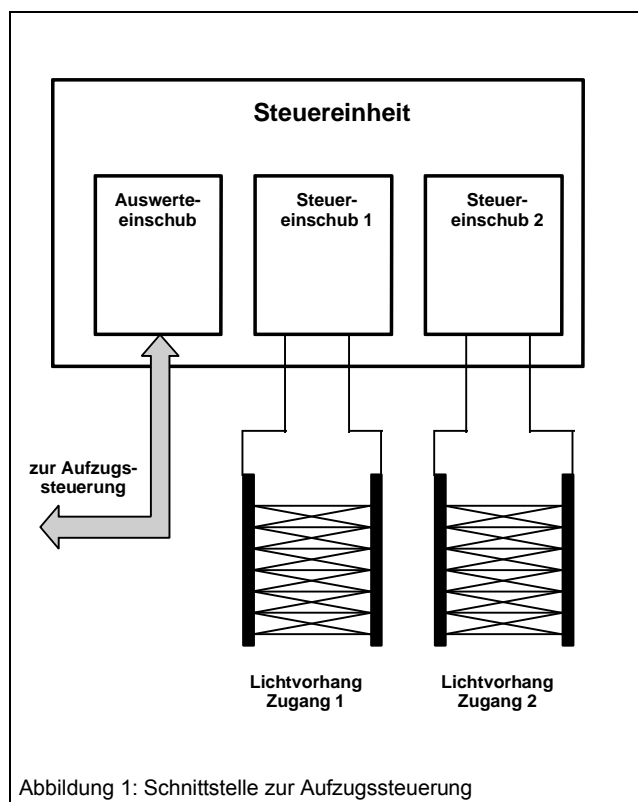 Steuereinheit
Auswerte-
einschub
Steuer-
einschub 1
Steuer-
einschub 2
zur Aufzugs-
steuerung
Lichtvorhang
Zugang 1
Lichtvorhang
Zugang 2
Abbildung 1: Schnittstelle zur Aufzugssteuerung